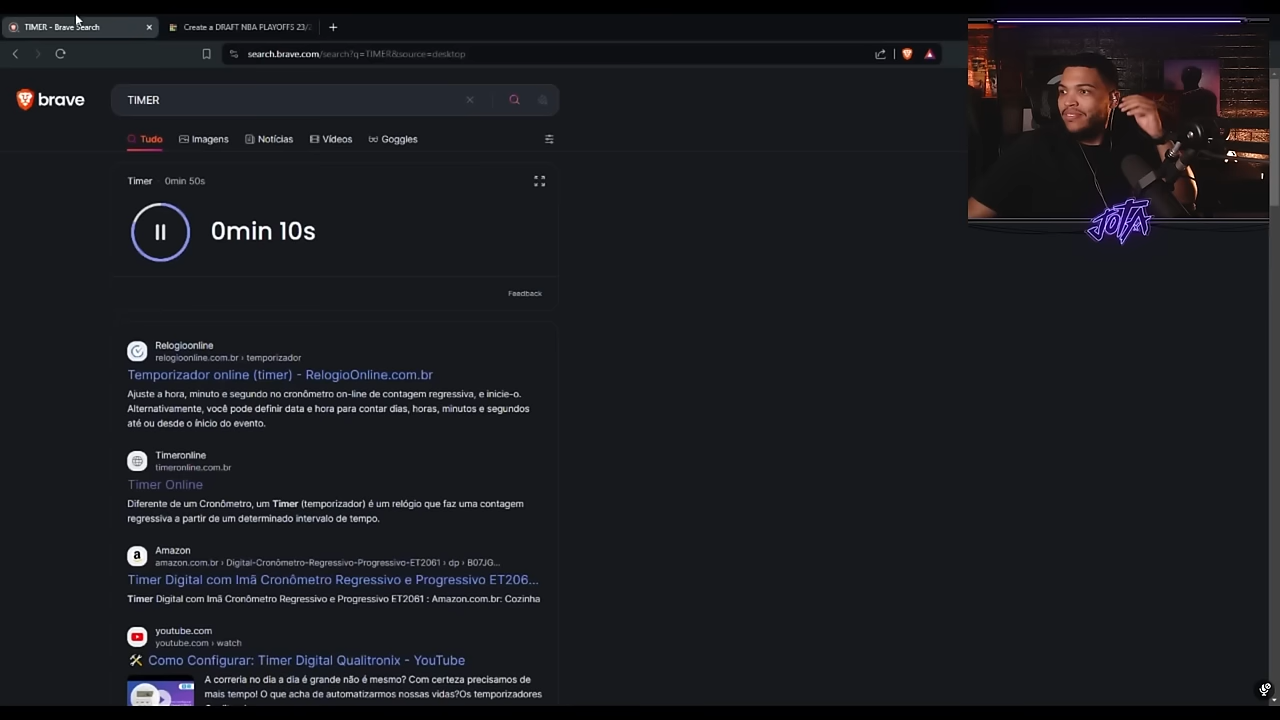 TIMER - Brave Search
Create a DRAFT NBA PLAYOFFS 23/2
search.brave.com/search?q=TIMER&source=desktop
brave
TIMER
Tudo
Imagens
Notícias
Vídeos
Goggles
Timer · 0min 50s
0min 10s
Feedback
Relogioonline
relogioonline.com.br › temporizador
Temporizador online (timer) - RelogioOnline.com.br
Ajuste a hora, minuto e segundo no cronômetro on-line de contagem regressiva, e inicie-o.
Alternativamente, você pode definir data e hora para contar dias, horas, minutos e segundos
até ou desde o ínicio do evento.
Timeronline
timeronline.com.br
Timer Online
Diferente de um Cronômetro, um Timer (temporizador) é um relógio que faz uma contagem
regressiva a partir de um determinado intervalo de tempo.
Amazon
amazon.com.br › Digital-Cronômetro-Regressivo-Progressivo-ET2061 › dp › B07JG...
Timer Digital com Imã Cronômetro Regressivo e Progressivo ET206...
Timer Digital com Imã Cronômetro Regressivo e Progressivo ET2061 : Amazon.com.br: Cozinha
youtube.com
youtube.com › watch
Como Configurar: Timer Digital Qualitronix - YouTube
A correria no dia a dia é grande não é mesmo? Com certeza precisamos de
mais tempo! O que acha de automatizarmos nossas vidas?Os temporizadores
JOTA